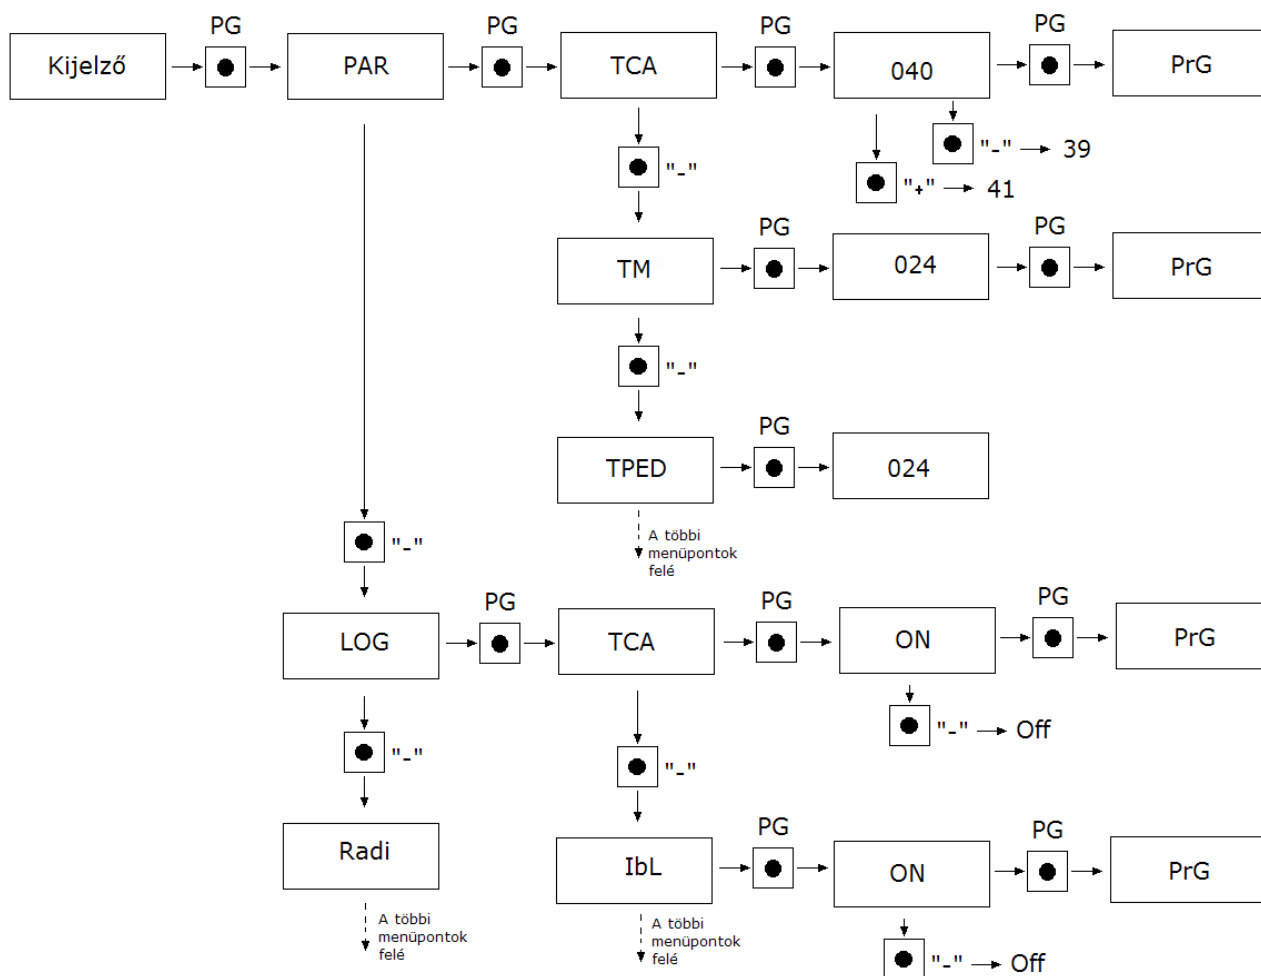 PG
PG
PG
PG
Kijelző
PAR
TCA
040
PrG
"-" 39
"+" 41
"-"
PG
PG
TM
024
PrG
"-"
PG
TPED
024
A többi
menüpontok
felé
"-"
PG
PG
PG
LOG
TCA
ON
PrG
"-" Off
"-"
"-"
PG
PG
Radi
IbL
ON
PrG
A többi
menüpontok
felé
A többi
menüpontok
felé
"-" Off